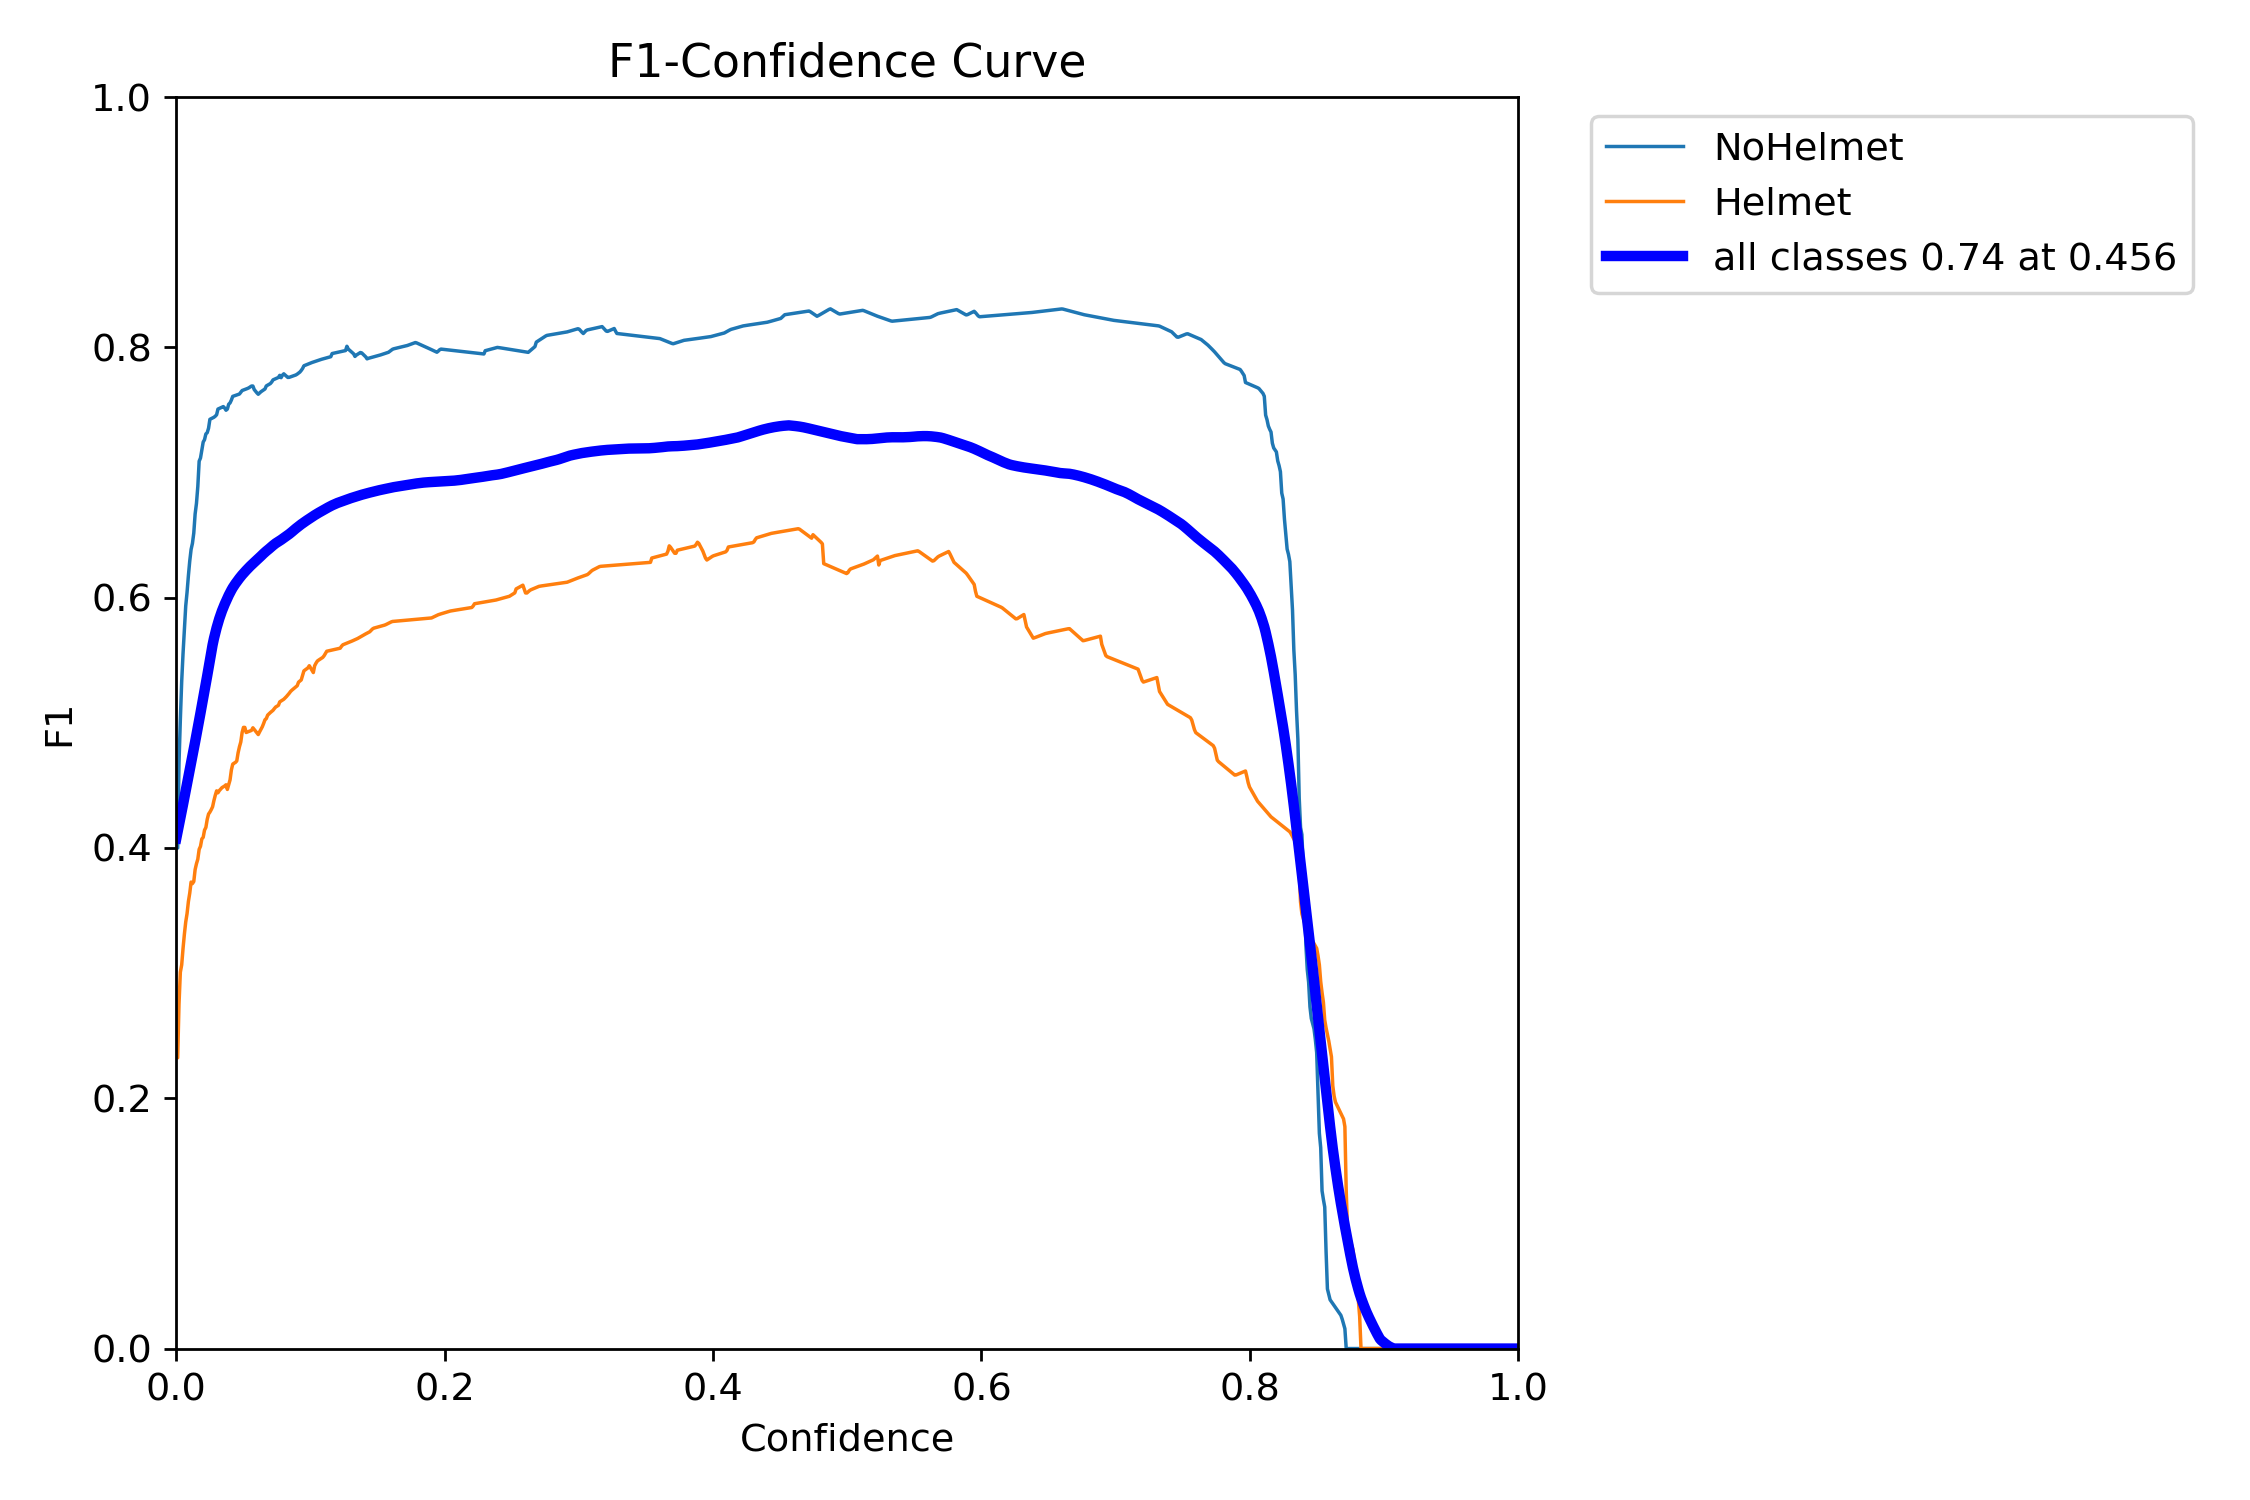 F1-Confidence Curve
NoHelmet
Helmet
all classes 0.74 at 0.456
F1
1.0
0.8
0.6
0.4
0.2
0.0
0.0 0.2 0.4 0.6 0.8 1.0
Confidence